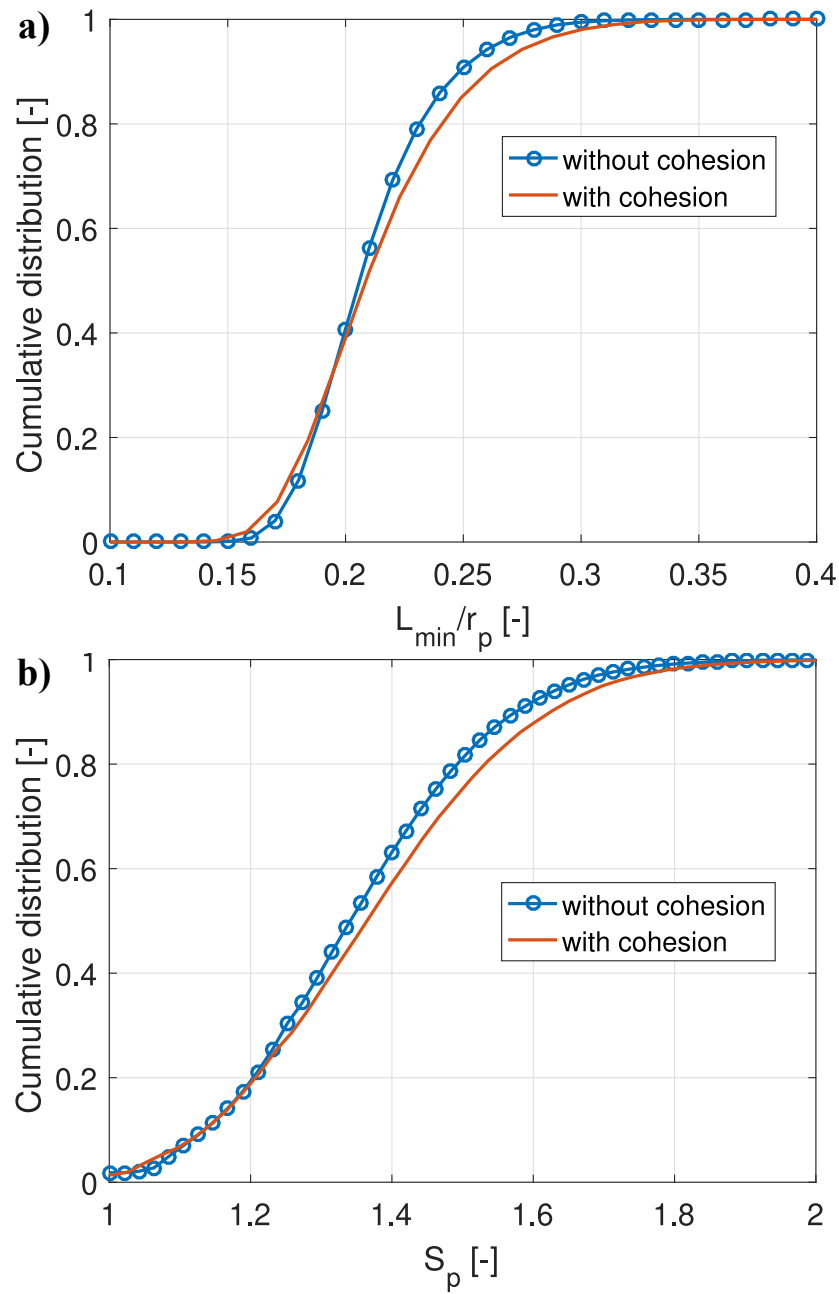 a)
1
0.8
0.6
0.4
0.2
0
Cumulative distribution [-]
without cohesion
with cohesion
0.1 0.15 0.2 0.25 0.3 0.35 0.4
L_min/r_p [-]
b)
1
0.8
0.6
0.4
0.2
0
Cumulative distribution [-]
without cohesion
with cohesion
1 1.2 1.4 1.6 1.8 2
S_p [-]